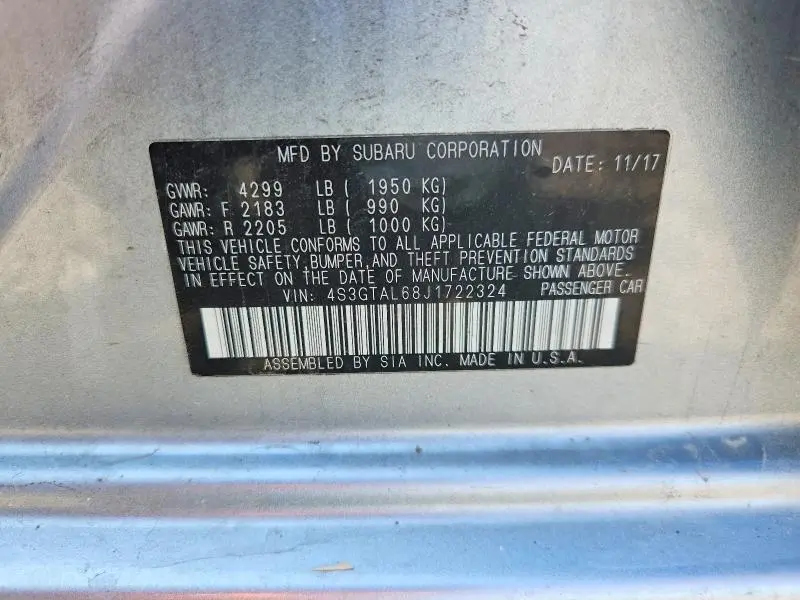 MFD BY SUBARU CORPORATION DATE: 11/17
GVWR: 4299 LB ( 1950 KG)
GAWR: F 2183 LB ( 990 KG)
GAWR: R 2205 LB ( 1000 KG)
THIS VEHICLE CONFORMS TO ALL APPLICABLE FEDERAL MOTOR
VEHICLE SAFETY, BUMPER, AND THEFT PREVENTION STANDARDS
IN EFFECT ON THE DATE OF MANUFACTURE SHOWN ABOVE.
VIN: 4S3GTAL68J1722324 PASSENGER CAR
ASSEMBLED BY SIA INC. MADE IN U.S.A.